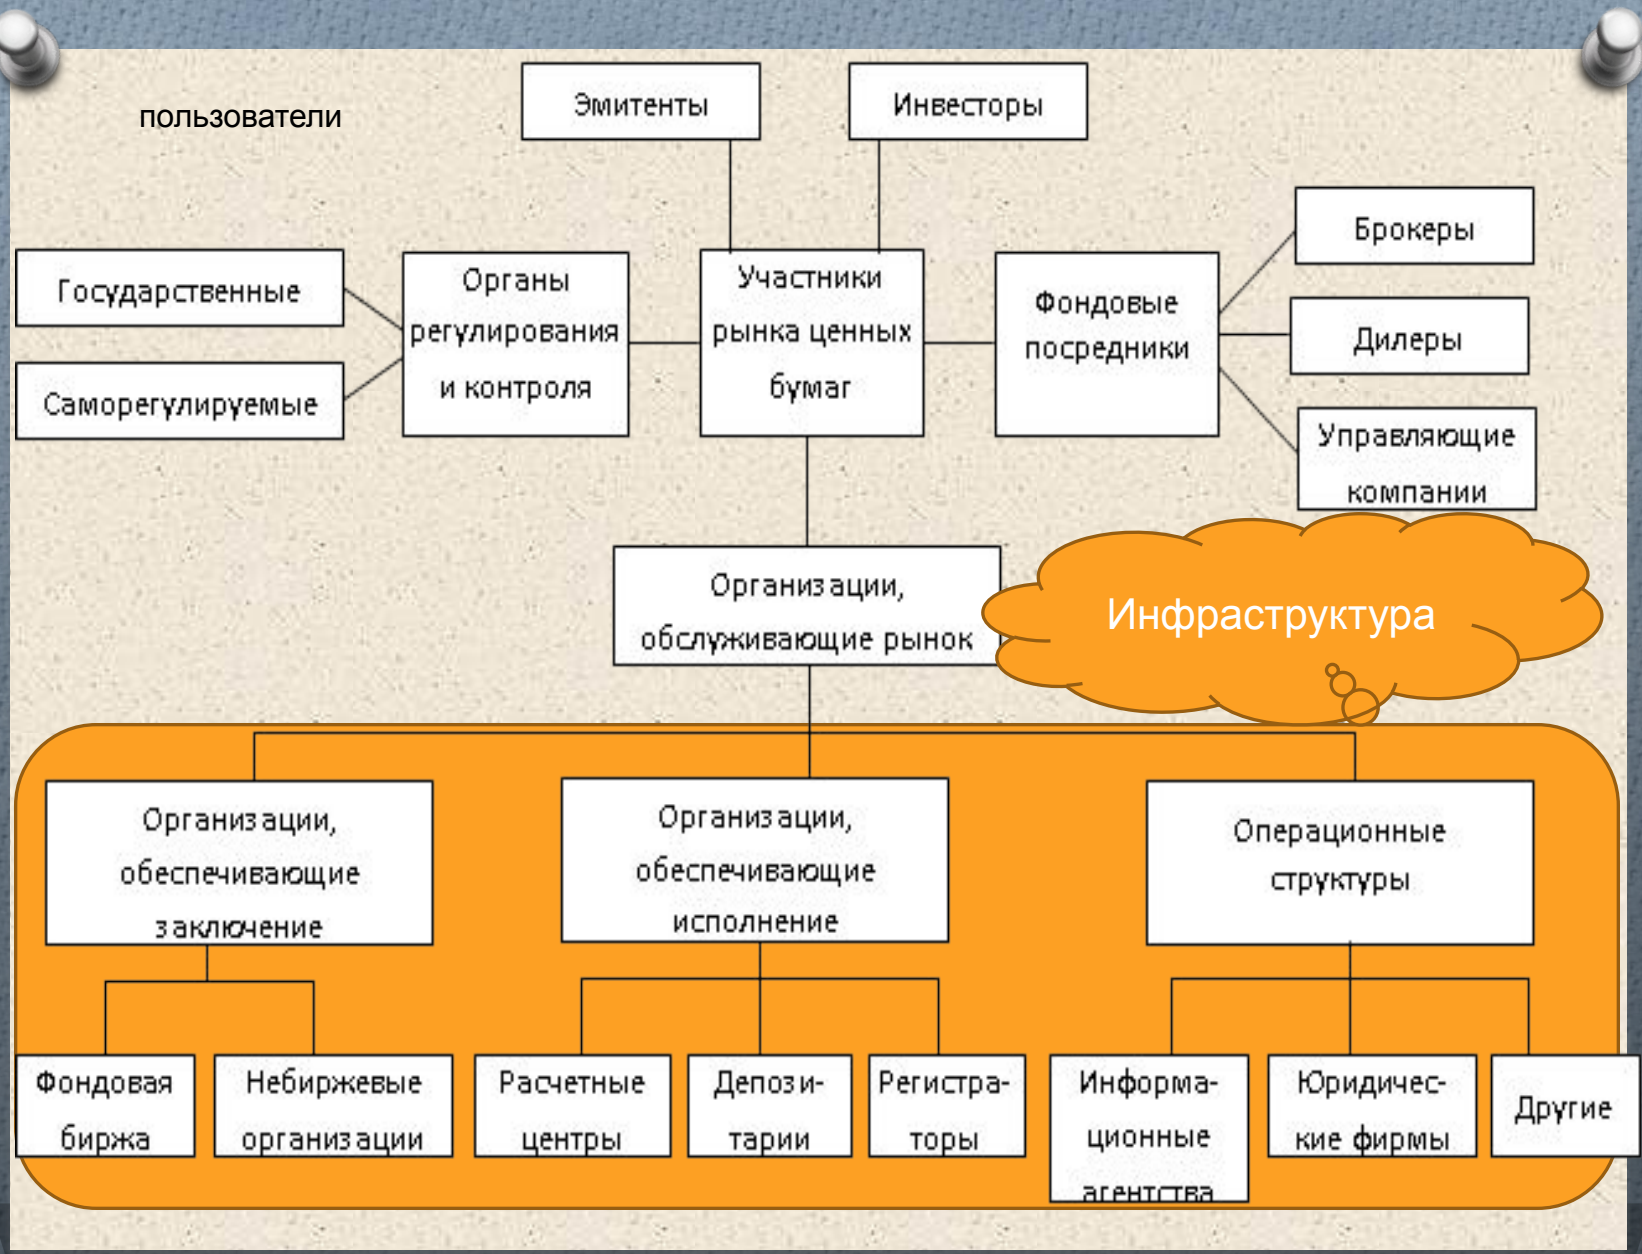 пользователи
Эмитенты
Инвесторы
Государственные
Саморегулируемые
Органы
регулирования
и контроля
Участники
рынка ценных
бумаг
Фондовые
посредники
Брокеры
Дилеры
Управляющие
компании
Организации,
обслуживающие рынок
Инфраструктура
Организации,
обеспечивающие
заключение
Организации,
обеспечивающие
исполнение
Операционные
структуры
Фондовая
биржа
Небиржевые
организации
Расчетные
центры
Депози-
тарии
Регистра-
торы
Информа-
ционные
агентства
Юридичес-
кие фирмы
Другие